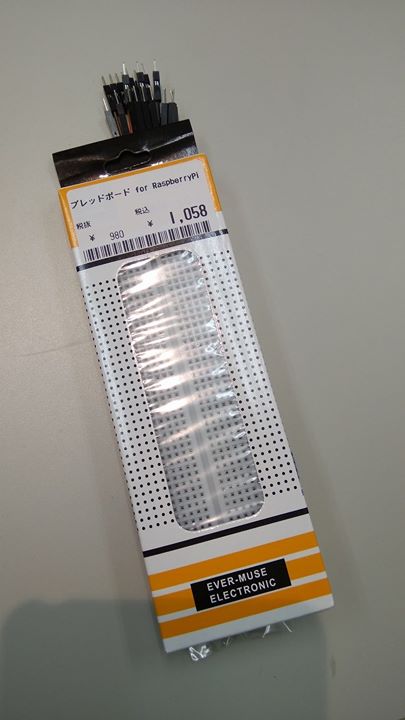 ブレッドボード for RaspberryPi
税抜 税込
¥ 980 ¥ 1,058
EVER-MUSE
ELECTRONIC